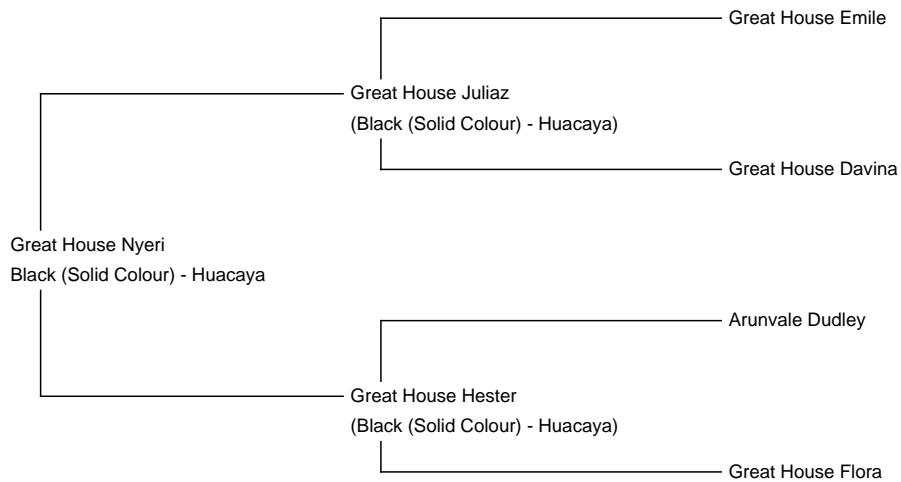 Great House Emile
Great House Juliaz
(Black (Solid Colour) - Huacaya)
Great House Davina
Great House Nyeri
Black (Solid Colour) - Huacaya
Arunvale Dudley
Great House Hester
(Black (Solid Colour) - Huacaya)
Great House Flora